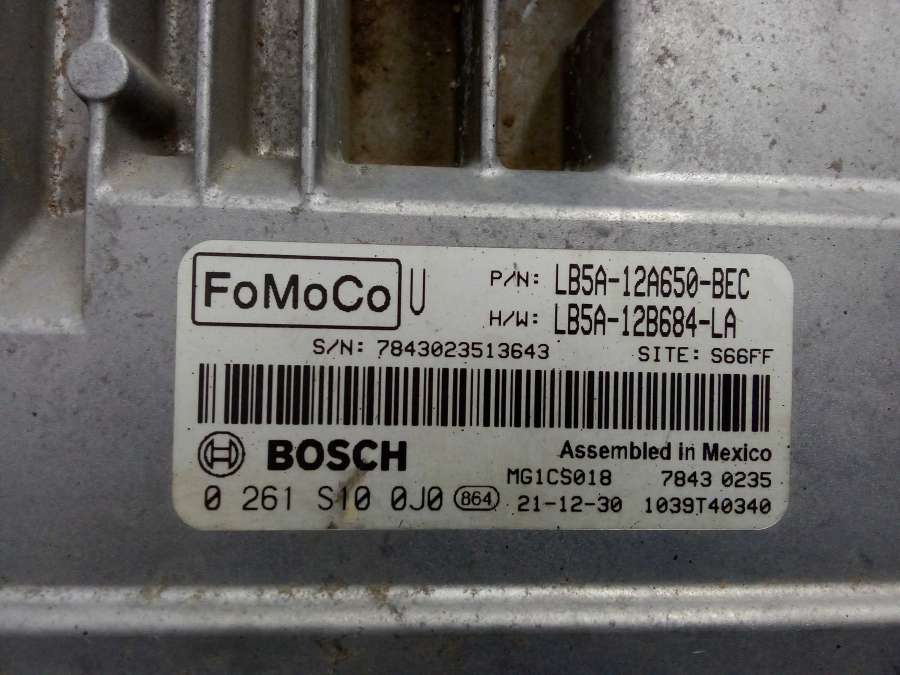 FoMoCo U
P/N: LB5A-12A650-BEC
H/W: LB5A-12B684-LA
S/N: 7843023513643 SITE: S66FF
BOSCH Assembled in Mexico
MG1CS018 7843 0235
0 261 S10 0J0 864 21-12-30 1039T40340